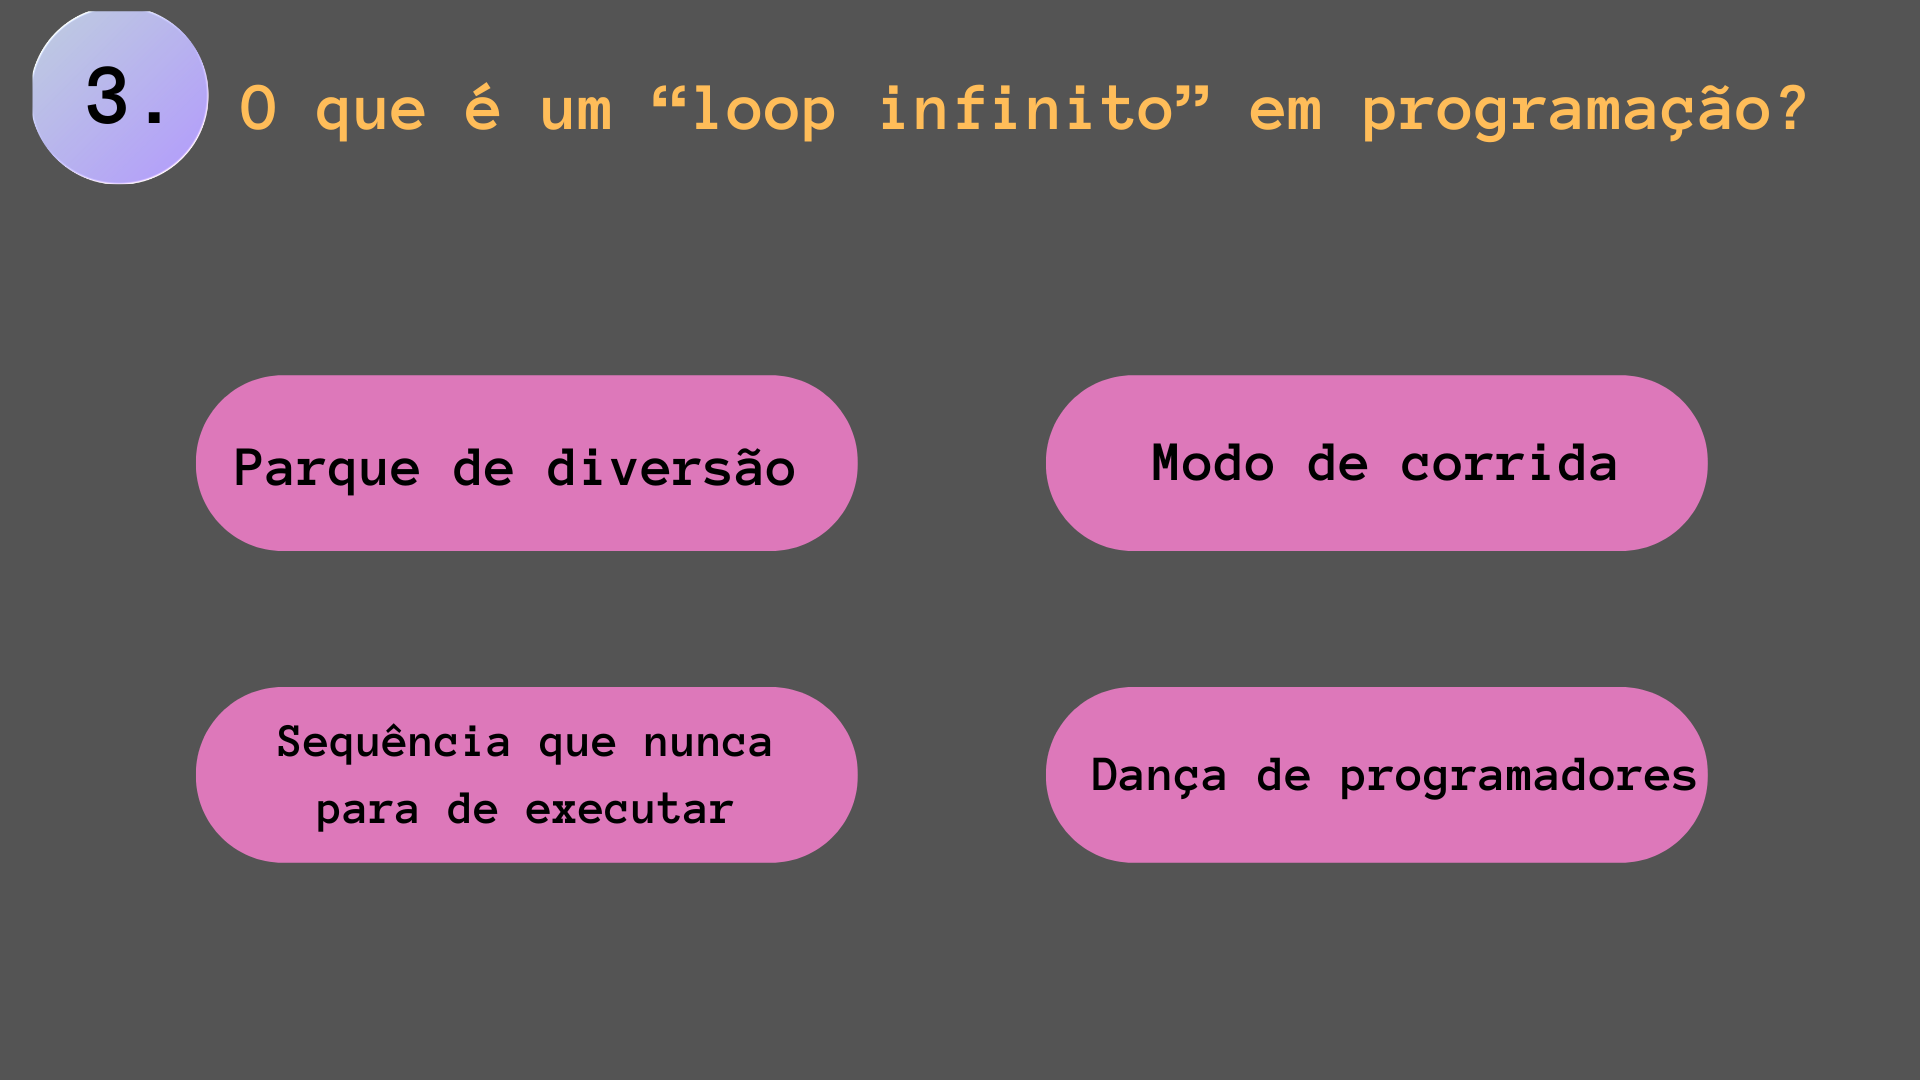 3.
O que é um “loop infinito” em programação?
Parque de diversão
Modo de corrida
Sequência que nunca
para de executar
Dança de programadores